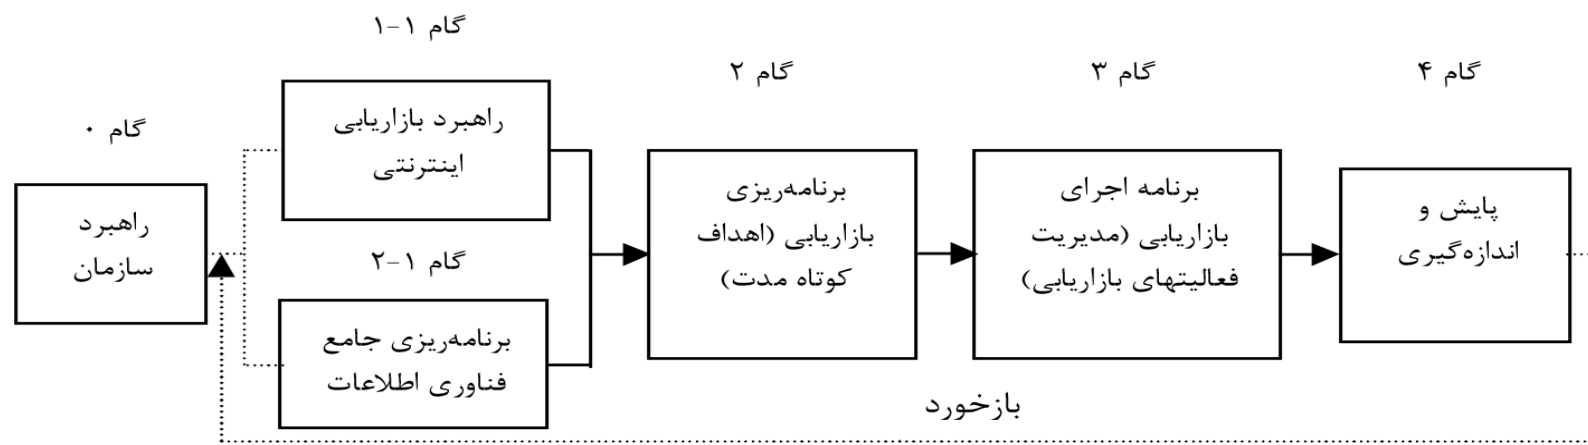 گام ۰
راهبرد
سازمان
گام ۱-۱
راهبرد بازاریابی
اینترنتی
گام ۱-۲
برنامه‌ریزی جامع
فناوری اطلاعات
گام ۲
برنامه‌ریزی
بازاریابی (اهداف
کوتاه مدت)
گام ۳
برنامه اجرای
بازاریابی (مدیریت
فعالیتهای بازاریابی)
گام ۴
پایش و
اندازه‌گیری
بازخورد